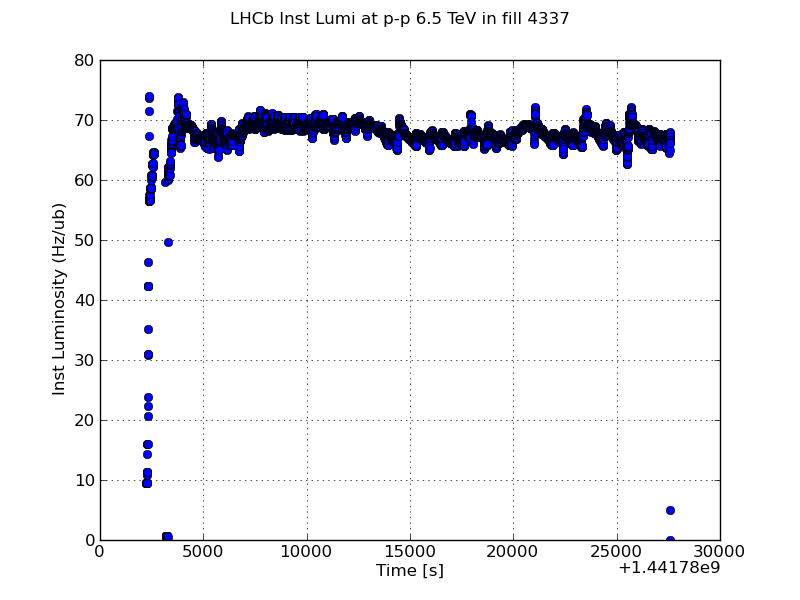 LHCb Inst Lumi at p-p 6.5 TeV in fill 4337
80
70
60
50
40
30
20
10
0
Inst Luminosity (Hz/ub)
0 5000 10000 15000 20000 25000 30000
Time [s]
+1.44178e9